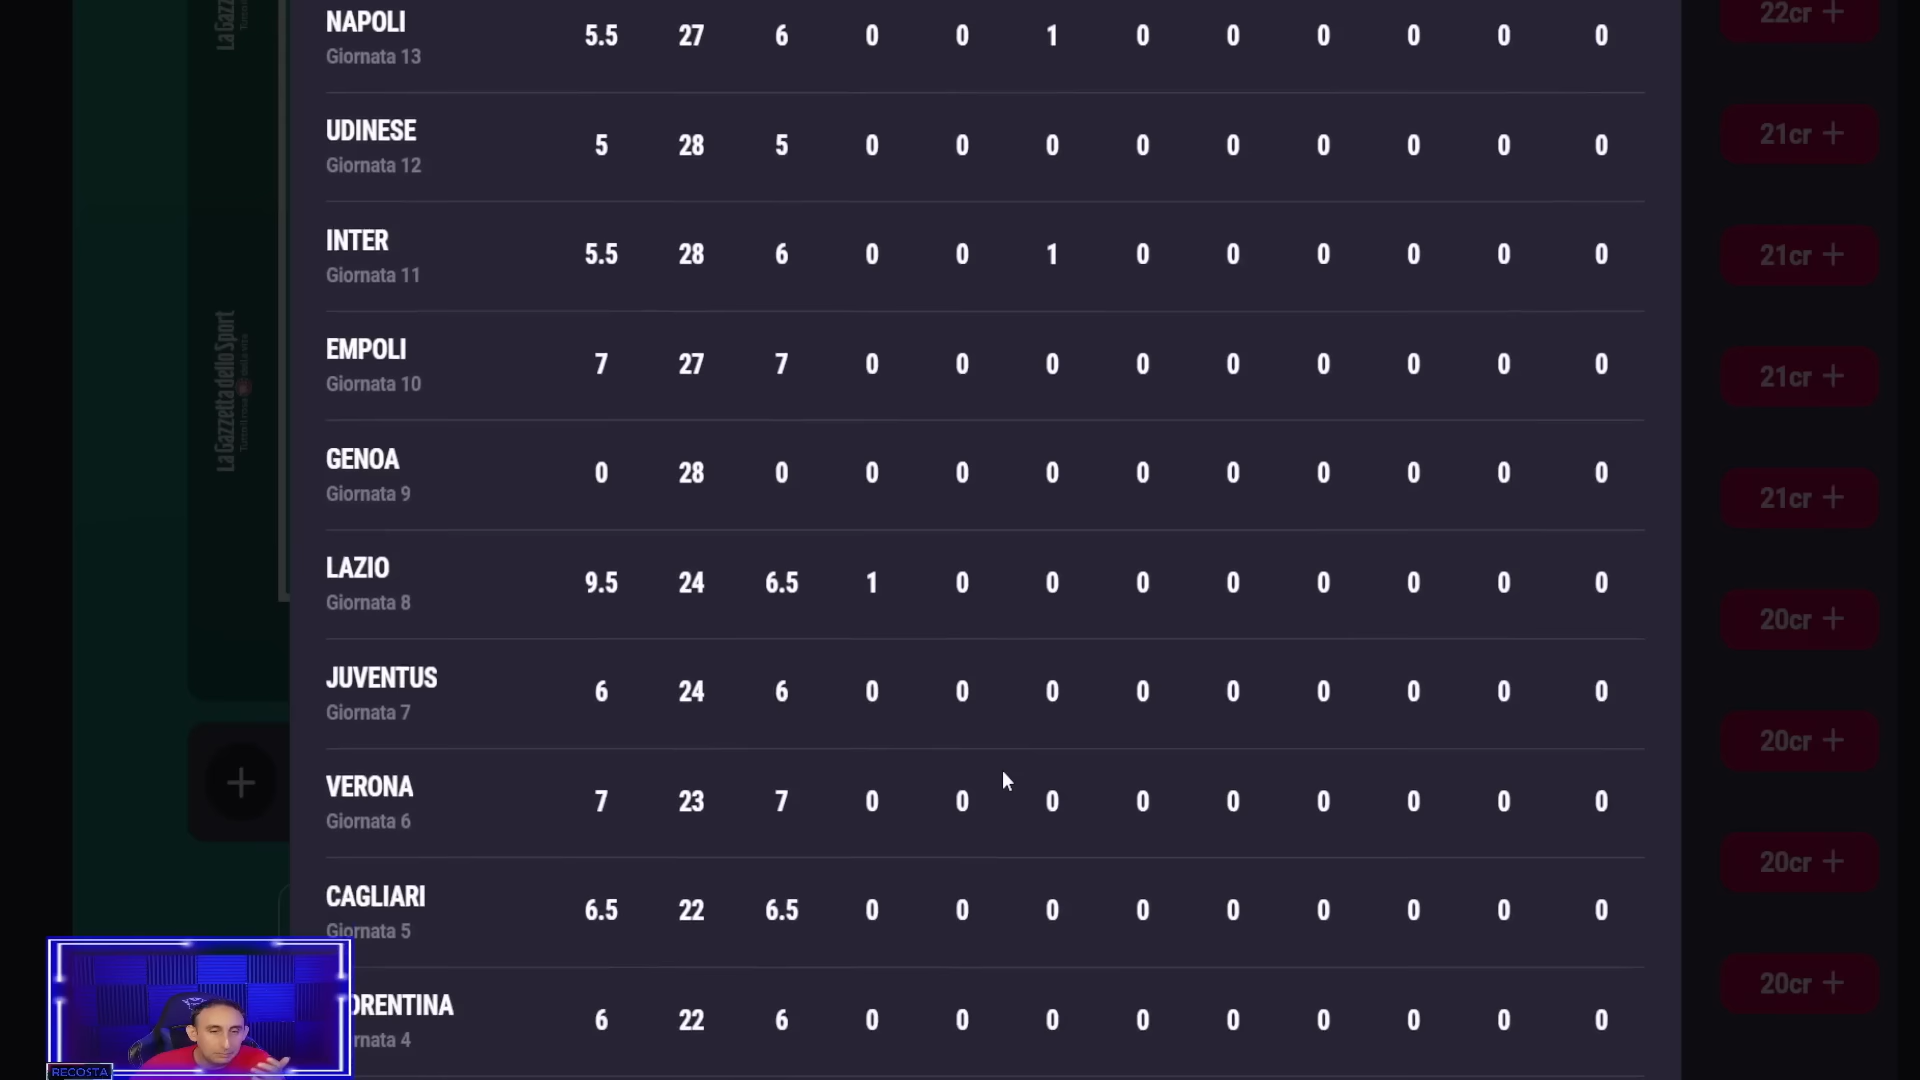 NAPOLI 5.5 27 6 0 0 1 0 0 0 0 0 0
Giornata 13
UDINESE 5 28 5 0 0 0 0 0 0 0 0 0
Giornata 12
INTER 5.5 28 6 0 0 1 0 0 0 0 0 0
Giornata 11
EMPOLI 7 27 7 0 0 0 0 0 0 0 0 0
Giornata 10
GENOA 0 28 0 0 0 0 0 0 0 0 0 0
Giornata 9
LAZIO 9.5 24 6.5 1 0 0 0 0 0 0 0 0
Giornata 8
JUVENTUS 6 24 6 0 0 0 0 0 0 0 0 0
Giornata 7
VERONA 7 23 7 0 0 0 0 0 0 0 0 0
Giornata 6
CAGLIARI 6.5 22 6.5 0 0 0 0 0 0 0 0 0
Giornata 5
ORENTINA 6 22 6 0 0 0 0 0 0 0 0 0
rnata 4
22cr +
21cr +
21cr +
21cr +
21cr +
20cr +
20cr +
20cr +
20cr +
La Gazzetta dello Sport
RECOSTA